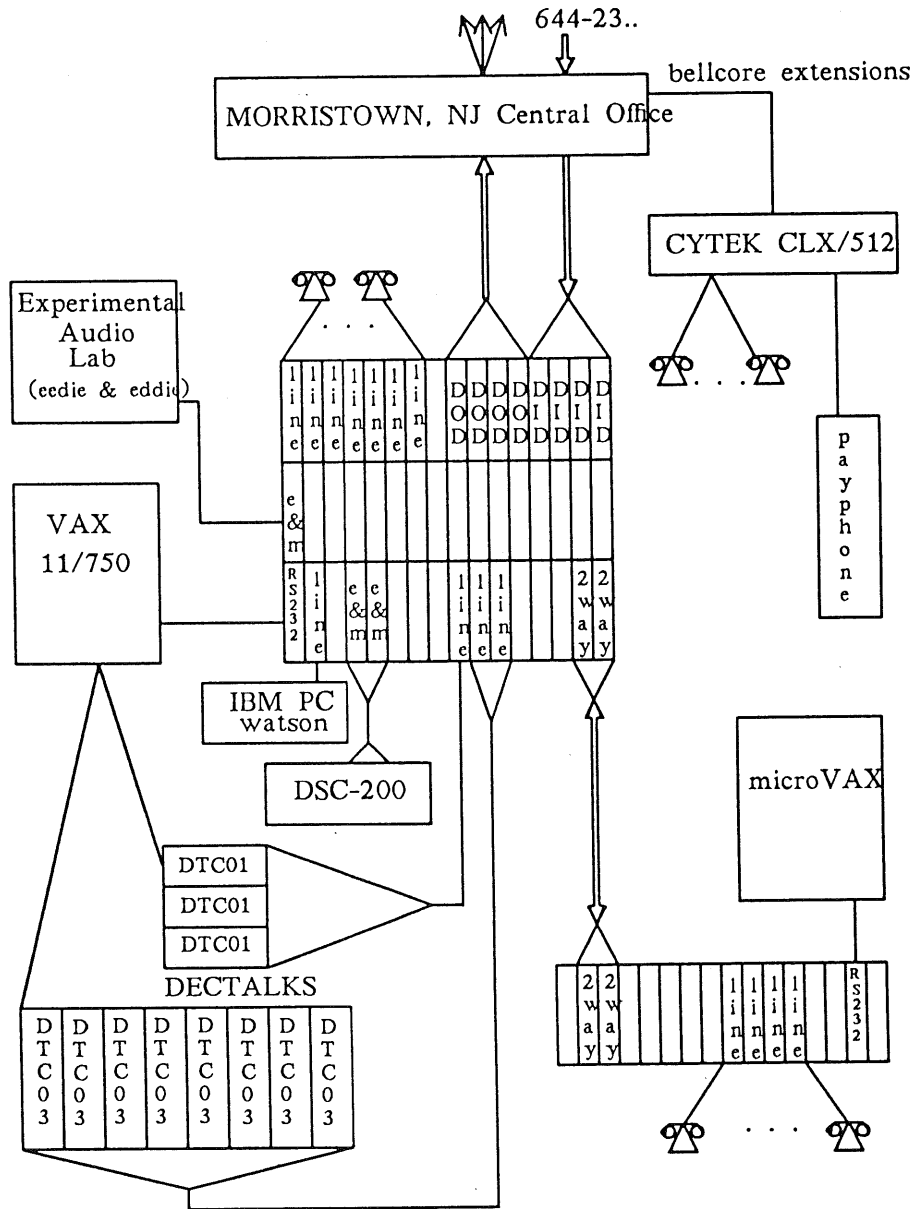 644-23..
bellcore extensions
MORRISTOWN, NJ Central Office
CYTEK CLX/512
Experimental
Audio
Lab
(eedie & eddie)
. . .
. . .
line line line line line line line DOD DOD DOD DOD DID DID DID DID
payphone
e&m
VAX
11/750
RS232 line e&m e&m line line line 2way 2way
IBM PC
watson
DSC-200
microVAX
DTC01
DTC01
DTC01
DECTALKS
2way 2way line line line line RS232
DTC03 DTC03 DTC03 DTC03 DTC03 DTC03 DTC03 DTC03
. . .